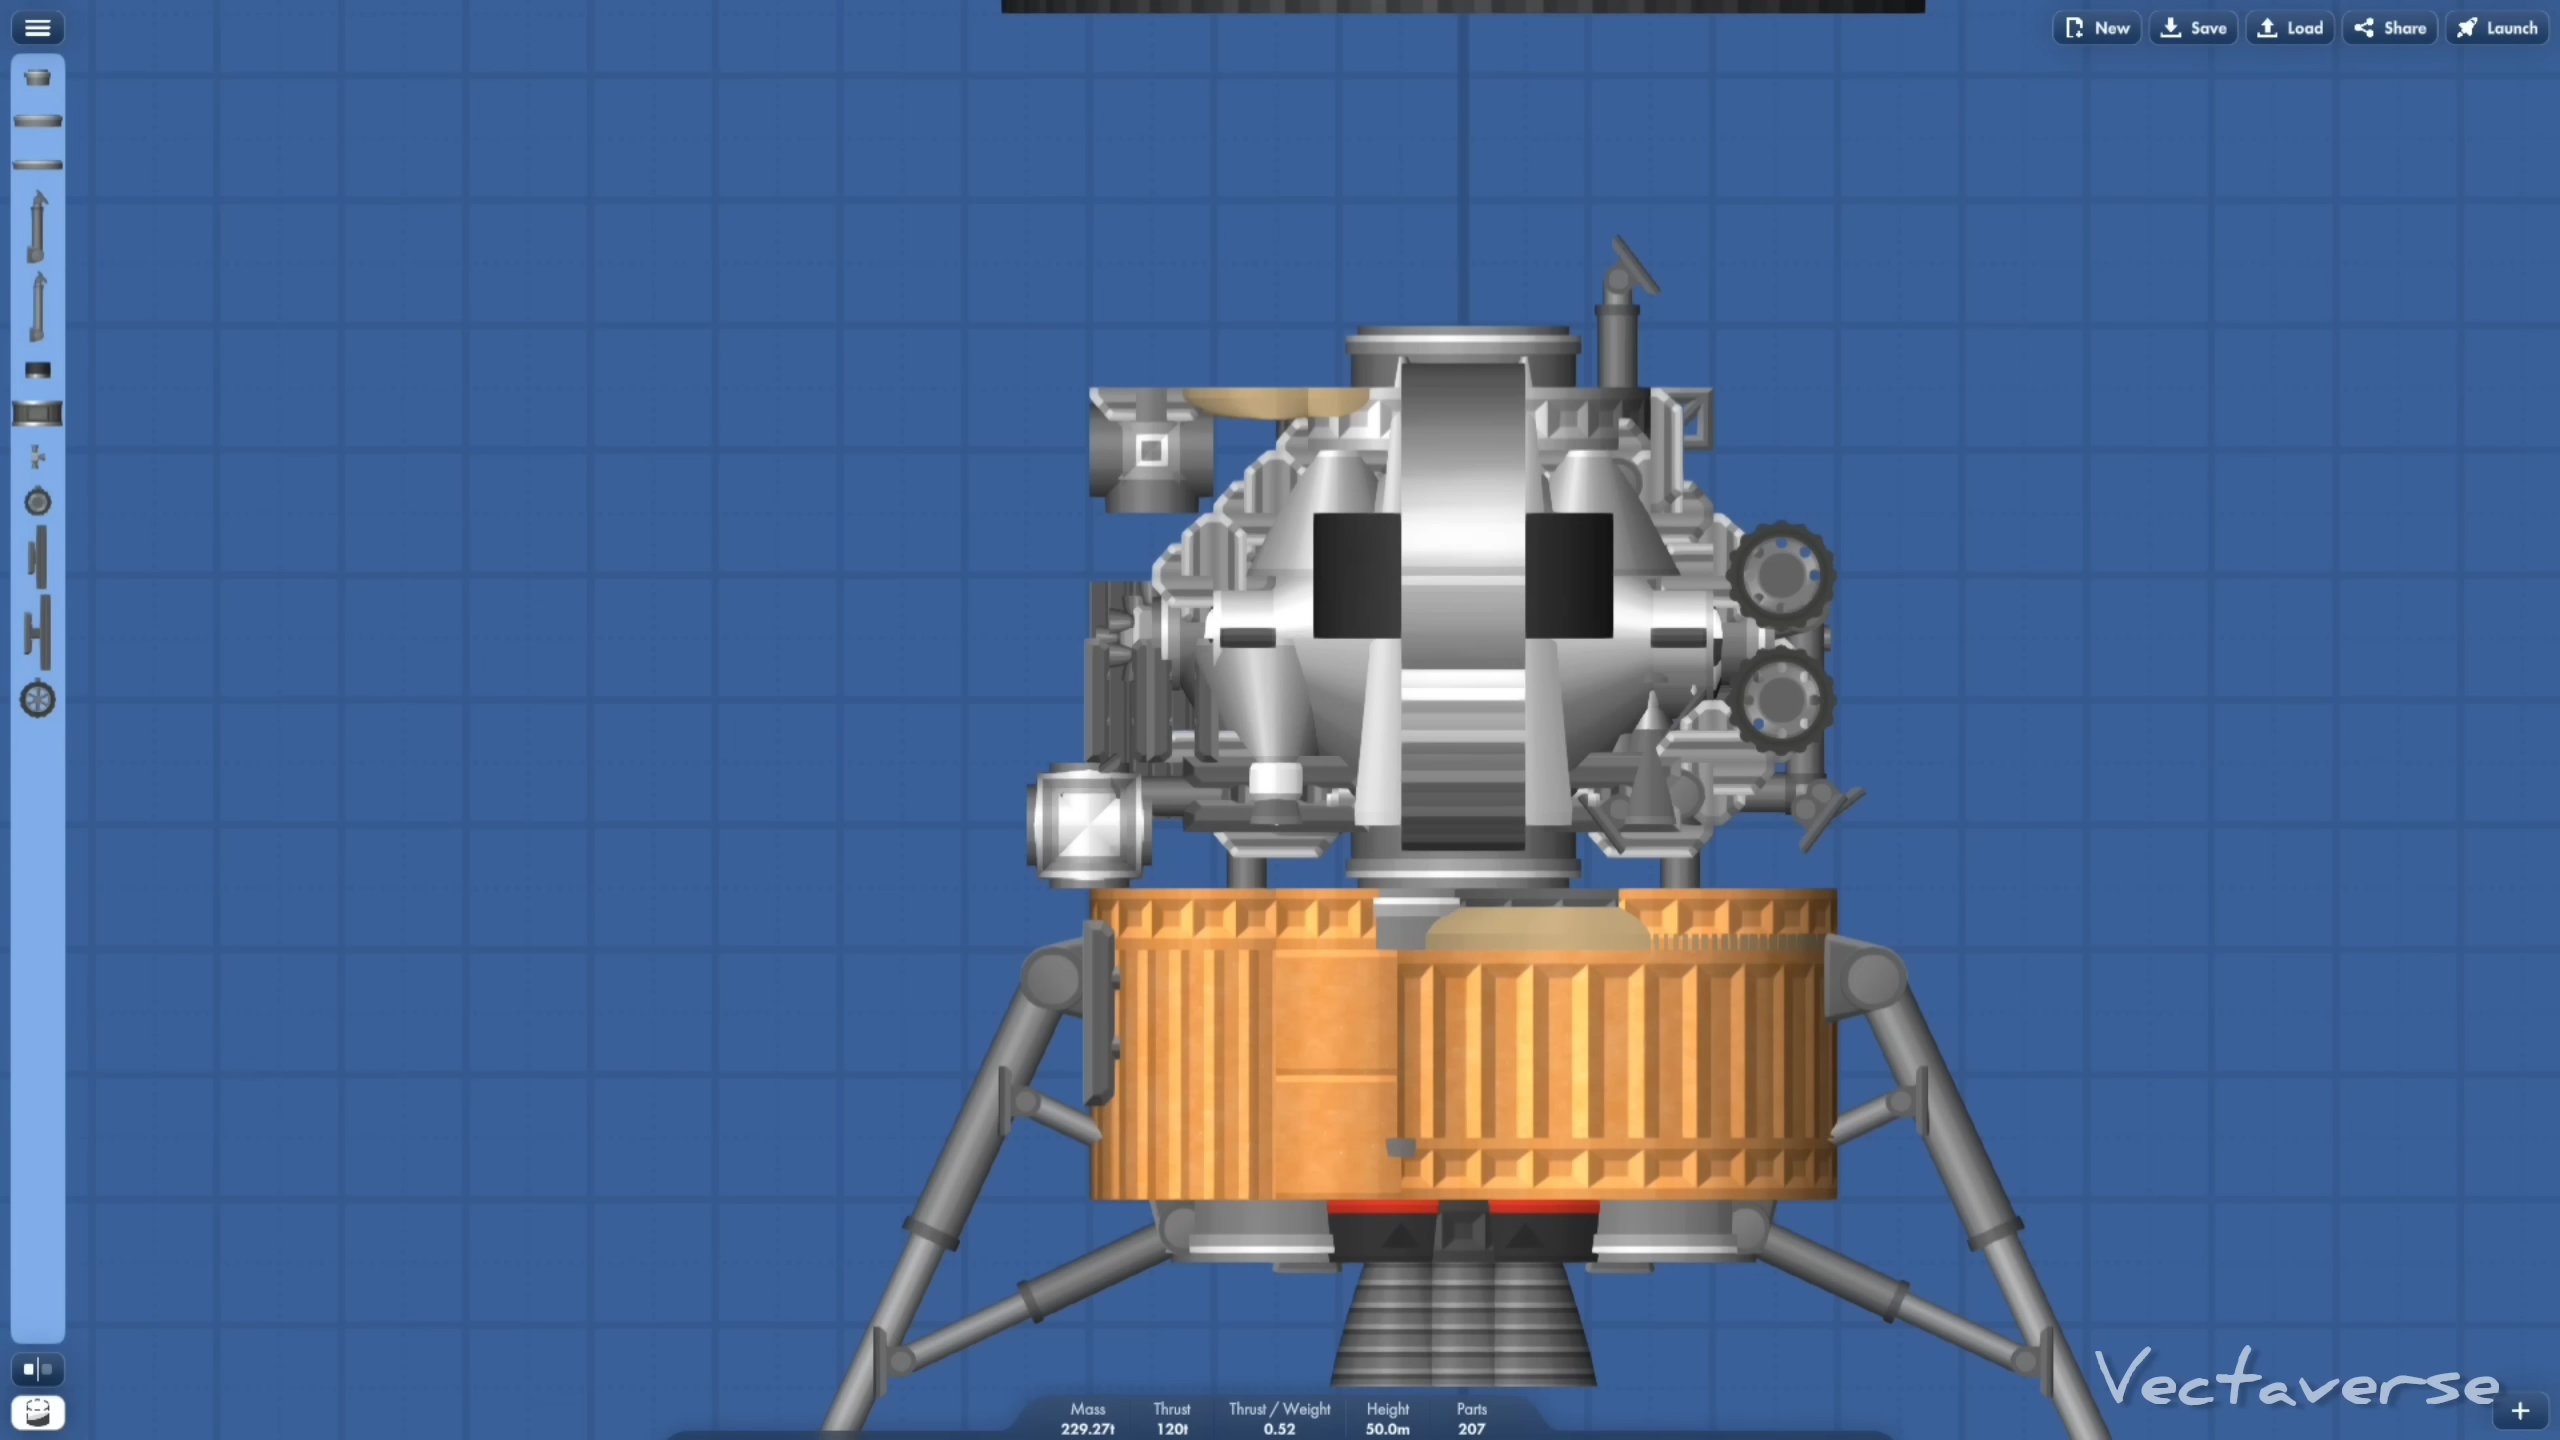 New Save Load Share Launch
Vectaverse
Mass Thrust Thrust / Weight Height Parts
229.27t 120t 0.52 50.0m 207